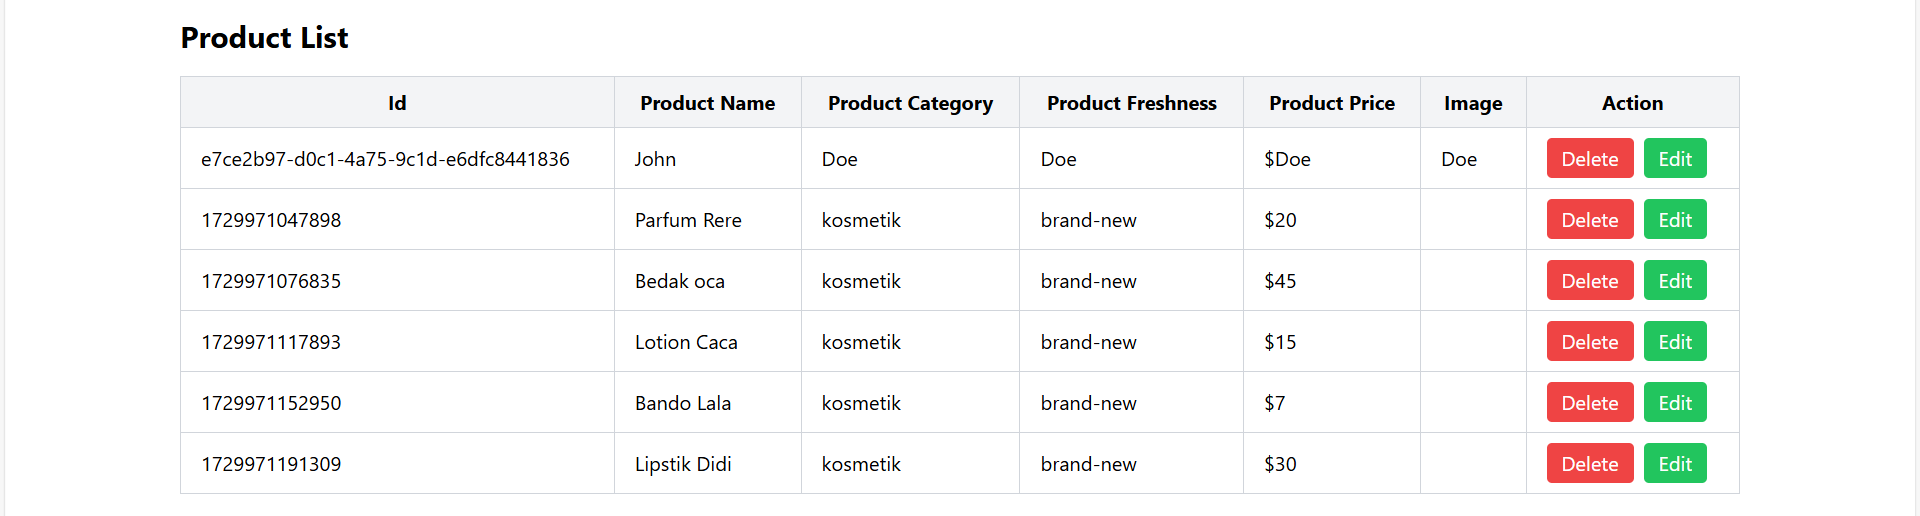 Product List
Id Product Name Product Category Product Freshness Product Price Image Action
e7ce2b97-d0c1-4a75-9c1d-e6dfc8441836 John Doe Doe $Doe Doe Delete Edit
1729971047898 Parfum Rere kosmetik brand-new $20 Delete Edit
1729971076835 Bedak oca kosmetik brand-new $45 Delete Edit
1729971117893 Lotion Caca kosmetik brand-new $15 Delete Edit
1729971152950 Bando Lala kosmetik brand-new $7 Delete Edit
1729971191309 Lipstik Didi kosmetik brand-new $30 Delete Edit